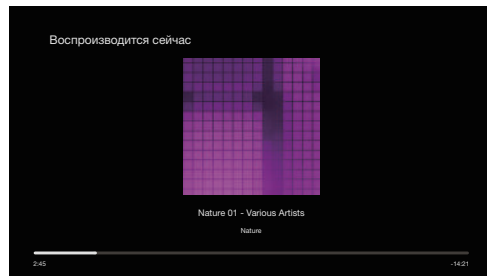 Воспроизводится сейчас
Nature 01 - Various Artists
Nature
2:45
-14:21